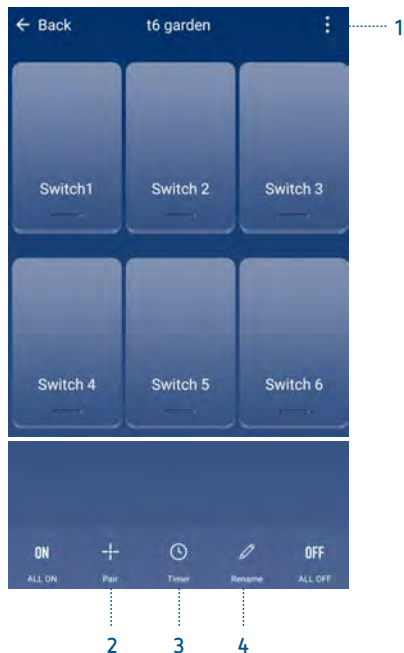 Back t6 garden 1
Switch1 Switch 2 Switch 3
Switch 4 Switch 5 Switch 6
ON OFF
ALL ON Pair Timer Rename ALL OFF
2 3 4